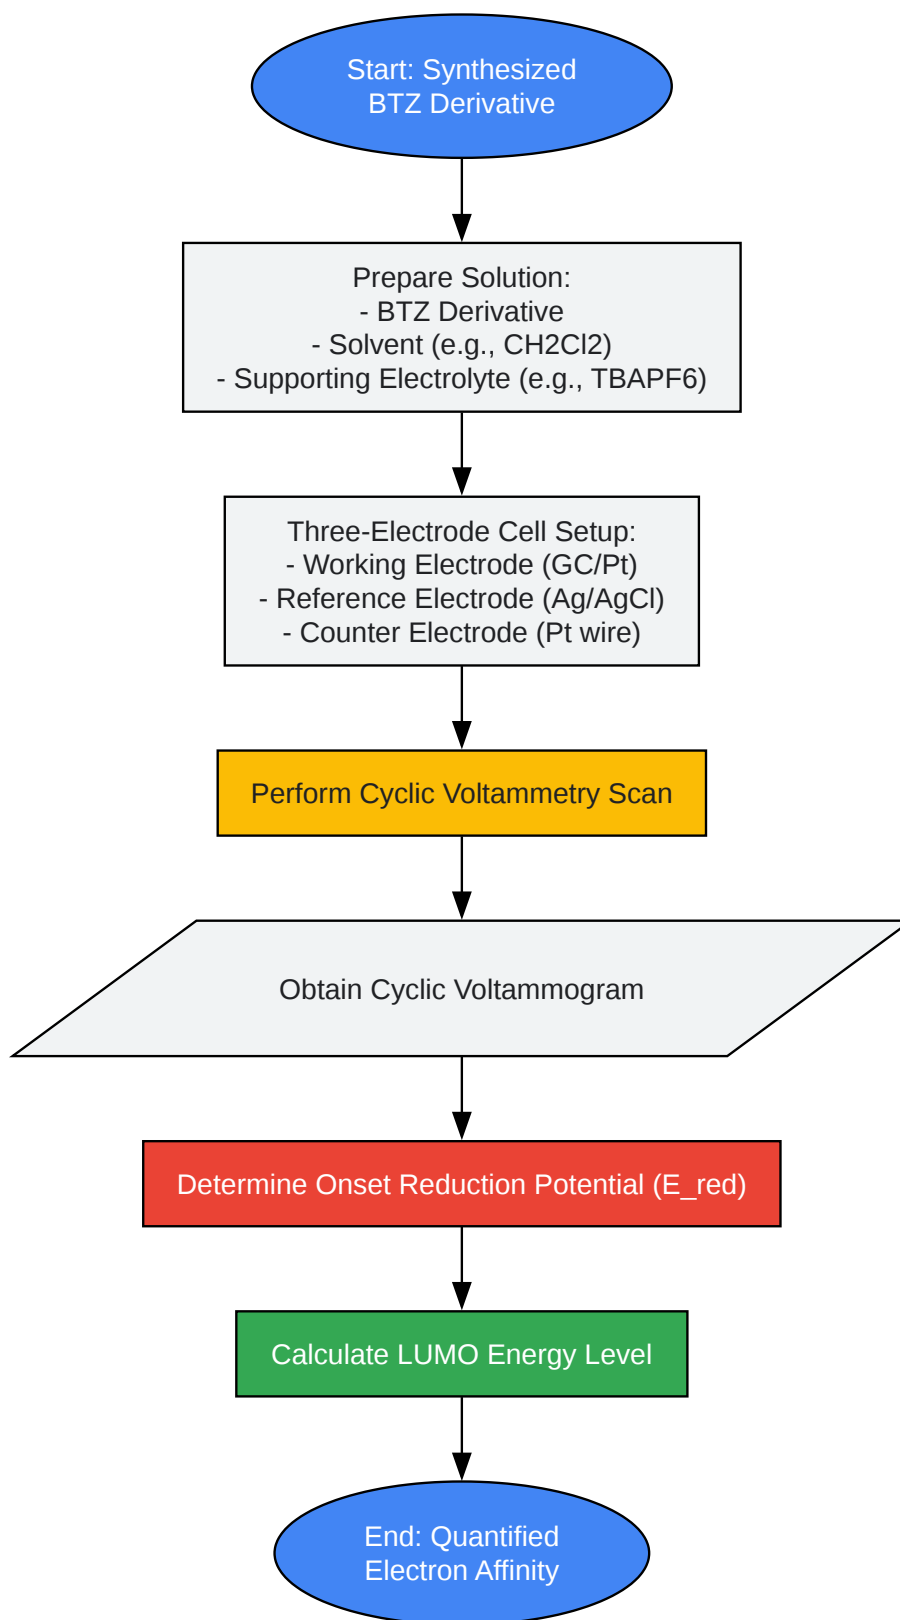 Start: Synthesized
BTZ Derivative
Prepare Solution:
- BTZ Derivative
- Solvent (e.g., CH2Cl2)
- Supporting Electrolyte (e.g., TBAPF6)
Three-Electrode Cell Setup:
- Working Electrode (GC/Pt)
- Reference Electrode (Ag/AgCl)
- Counter Electrode (Pt wire)
Perform Cyclic Voltammetry Scan
Obtain Cyclic Voltammogram
Determine Onset Reduction Potential (E_red)
Calculate LUMO Energy Level
End: Quantified
Electron Affinity